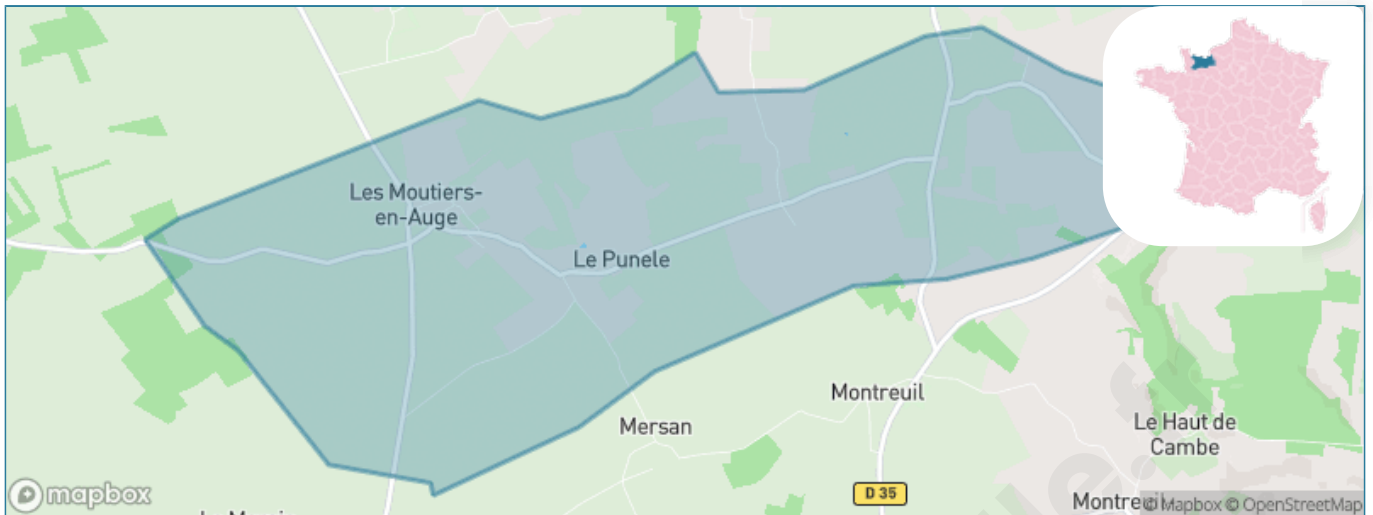 Les Moutiers-
en-Auge
Le Punele
Montreuil
Mersan
Le Haut de
Cambe
D 35
mapbox
© Mapbox © OpenStreetMap